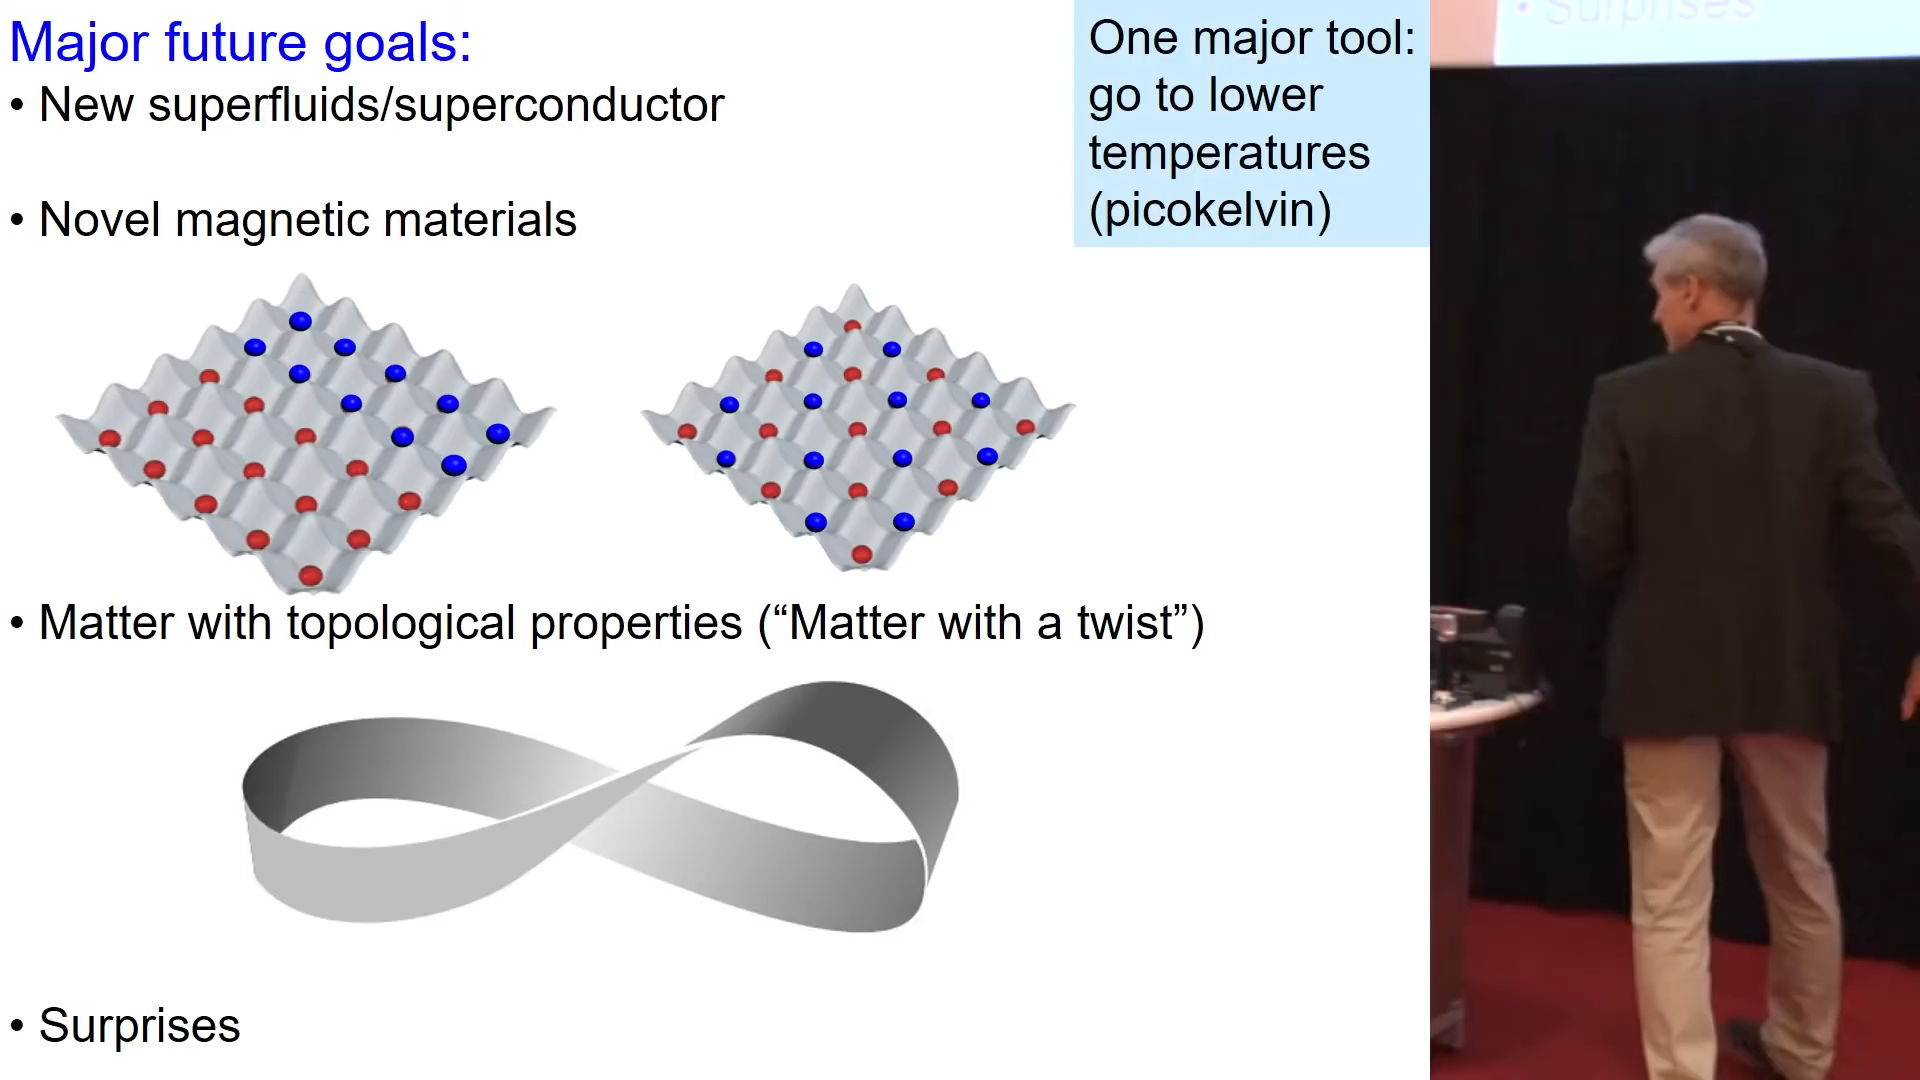 Major future goals:
• New superfluids/superconductor
• Novel magnetic materials
• Matter with topological properties (“Matter with a twist”)
• Surprises
One major tool:
go to lower
temperatures
(picokelvin)
• Surprises